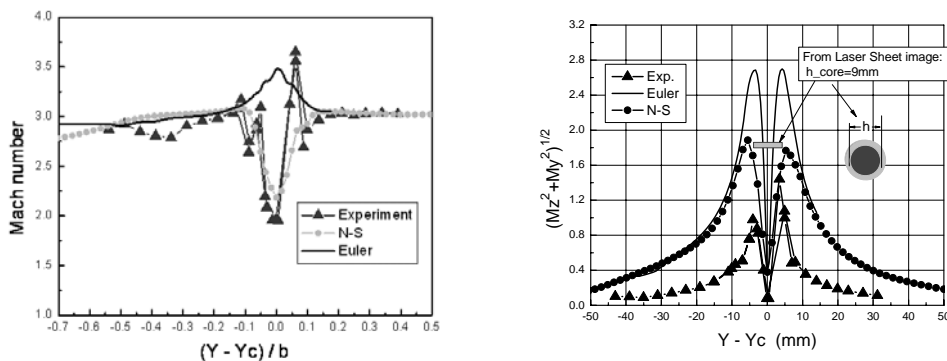 Mach number
4.0
3.5
3.0
2.5
2.0
1.5
1.0
Experiment
N-S
Euler
-0.7 -0.6 -0.5 -0.4 -0.3 -0.2 -0.1 0.0 0.1 0.2 0.3 0.4 0.5
(Y - Yc) / b
(Mz²+My²)¹/²
3.2
2.8
2.4
2.0
1.6
1.2
0.8
0.4
0.0
Exp.
Euler
N-S
From Laser Sheet image:
h_core=9mm
h
-50 -40 -30 -20 -10 0 10 20 30 40 50
Y - Yc (mm)